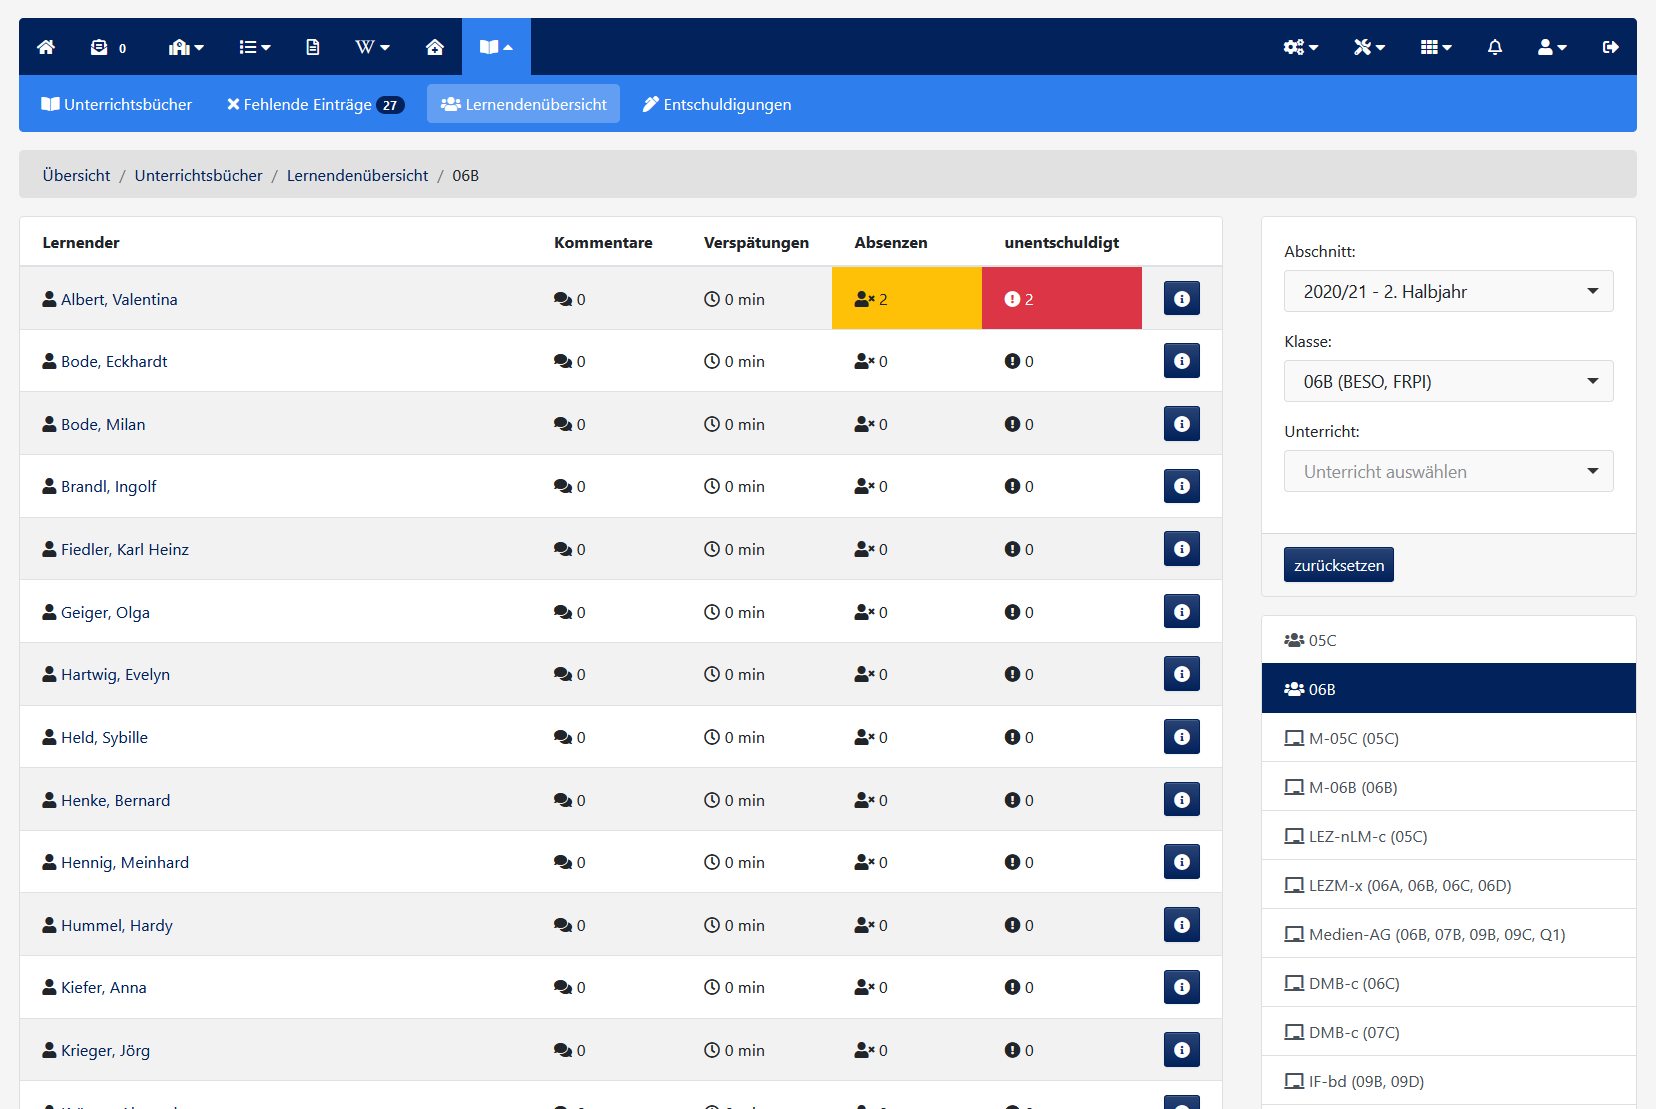 0
Unterrichtsbücher Fehlende Einträge 27 Lernendenübersicht Entschuldigungen
Übersicht / Unterrichtsbücher / Lernendenübersicht / 06B
Lernender Kommentare Verspätungen Absenzen unentschuldigt
Albert, Valentina 0 0 min 2 2
Bode, Eckhardt 0 0 min 0 0
Bode, Milan 0 0 min 0 0
Brandl, Ingolf 0 0 min 0 0
Fiedler, Karl Heinz 0 0 min 0 0
Geiger, Olga 0 0 min 0 0
Hartwig, Evelyn 0 0 min 0 0
Held, Sybille 0 0 min 0 0
Henke, Bernard 0 0 min 0 0
Hennig, Meinhard 0 0 min 0 0
Hummel, Hardy 0 0 min 0 0
Kiefer, Anna 0 0 min 0 0
Krieger, Jörg 0 0 min 0 0
Abschnitt:
2020/21 - 2. Halbjahr
Klasse:
06B (BESO, FRPI)
Unterricht:
Unterricht auswählen
zurücksetzen
05C
06B
M-05C (05C)
M-06B (06B)
LEZ-nLM-c (05C)
LEZM-x (06A, 06B, 06C, 06D)
Medien-AG (06B, 07B, 09B, 09C, Q1)
DMB-c (06C)
DMB-c (07C)
IF-bd (09B, 09D)